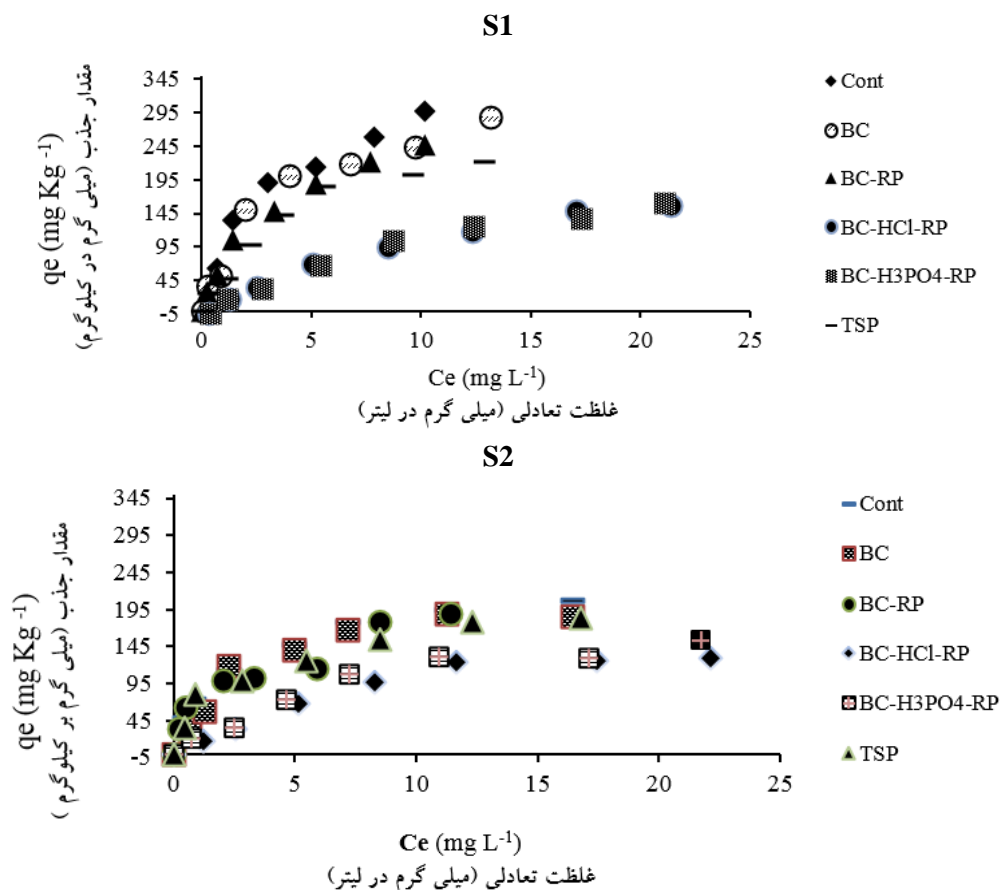 S1
345
295
245
195
145
95
45
-5
0
5
10
15
20
25
qe (mg Kg -1)
مقدار جذب (میلی گرم در کیلوگرم)
Ce (mg L-1)
غلظت تعادلی (میلی گرم در لیتر)
Cont
BC
BC-RP
BC-HCl-RP
BC-H3PO4-RP
TSP
S2
345
295
245
195
145
95
45
-5
0
5
10
15
20
25
qe (mg Kg -1)
مقدار جذب (میلی گرم بر کیلوگرم )
Ce (mg L-1)
غلظت تعادلی (میلی گرم در لیتر)
Cont
BC
BC-RP
BC-HCl-RP
BC-H3PO4-RP
TSP